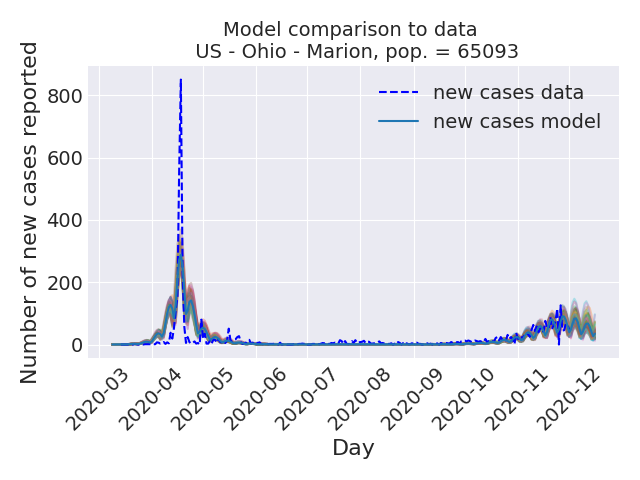 Model comparison to data
US - Ohio - Marion, pop. = 65093
Number of new cases reported
800
600
400
200
0
new cases data
new cases model
2020-03
2020-04
2020-05
2020-06
2020-07
2020-08
2020-09
2020-10
2020-11
2020-12
Day